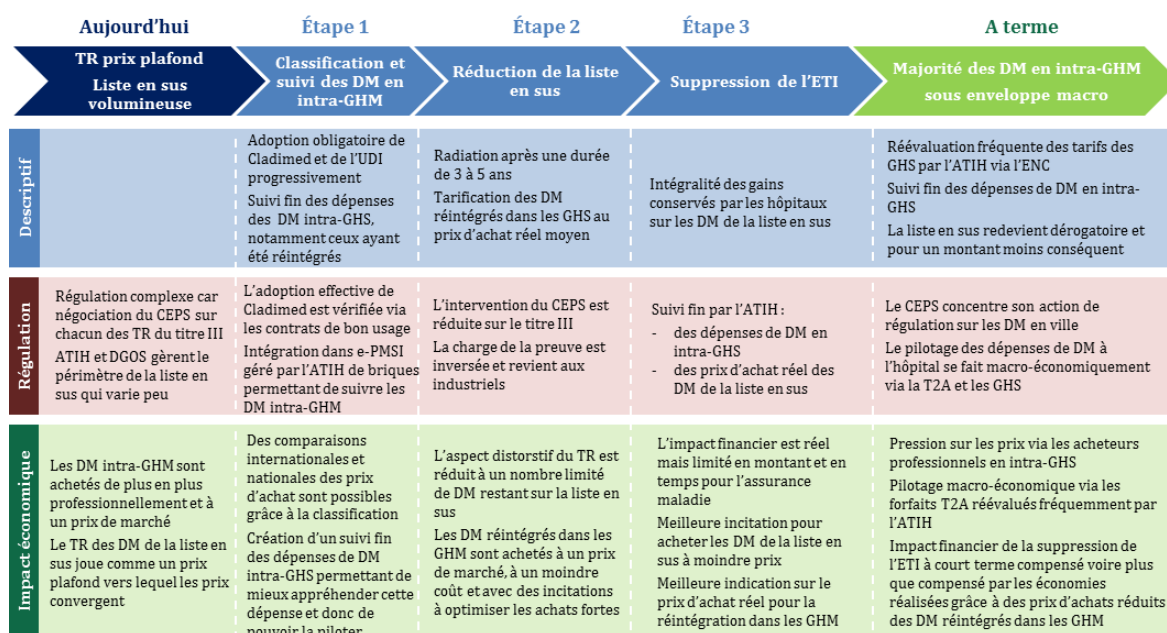 Aujourd'hui
Étape 1
Étape 2
Étape 3
A terme
TR prix plafond
Liste en sus
volumineuse
Classification et
suivi des DM en
intra-GHM
Réduction de la liste
en sus
Suppression de l'ETI
Majorité des DM en intra-GHM
sous enveloppe macro
Descriptif
Adoption obligatoire de
Cladimed et de l'UDI
progressivement
Suivi fin des dépenses
des DM intra-GHS,
notamment ceux ayant
été réintégrés
Radiation après une durée
de 3 à 5 ans
Tarification des DM
réintégrés dans les GHS au
prix d'achat réel moyen
Intégralité des gains
conservés par les hôpitaux
sur les DM de la liste en sus
Réévaluation fréquente des tarifs des
GHS par l'ATIH via l'ENC
Suivi fin des dépenses de DM en intra-
GHS
La liste en sus redevient dérogatoire et
pour un montant moins conséquent
Régulation
Régulation complexe car
négociation du CEPS sur
chacun des TR du titre III
ATIH et DGOS gèrent le
périmètre de la liste en
sus qui varie peu
L'adoption effective de
Cladimed est vérifiée via
les contrats de bon usage
Intégration dans e-PMSI
géré par l'ATIH de briques
permettant de suivre les
DM intra-GHM
L'intervention du CEPS est
réduite sur le titre III
La charge de la preuve est
inversée et revient aux
industriels
Suivi fin par l'ATIH :
- des dépenses de DM en
intra-GHS
- des prix d'achat réel des
DM de la liste en sus
Le CEPS concentre son action de
régulation sur les DM en ville
Le pilotage des dépenses de DM à
l'hôpital se fait macro-économiquement
via la T2A et les GHS
Impact économique
Les DM intra-GHM sont
achetés de plus en plus
professionnellement et à
un prix de marché
Le TR des DM de la liste en
sus joue comme un prix
plafond vers lequel les prix
convergent
Des comparaisons
internationales et
nationales des prix
d'achat sont possibles
grâce à la classification
Création d'un suivi fin
des dépenses de DM
intra-GHS permettant de
mieux appréhender cette
dépense et donc de
pouvoir la piloter
L'aspect distorsif du TR est
réduit à un nombre limité
de DM restant sur la liste en
sus
Les DM réintégrés dans les
GHM sont achetés à un prix
de marché, à un moindre
coût et avec des incitations
à optimiser les achats fortes
L'impact financier est réel
mais limité en montant et en
temps pour l'assurance
maladie
Meilleure incitation pour
acheter les DM de la liste en
sus à moindre prix
Meilleure indication sur le
prix d'achat réel pour la
réintégration dans les GHM
Pression sur les prix via les acheteurs
professionnels en intra-GHS
Pilotage macro-économique via les
forfaits T2A réévalués fréquemment par
l'ATIH
Impact financier de la suppression de
l'ETI à court terme compensé voire plus
que compensé par les économies
réalisées grâce à des prix d'achats réduits
des DM réintégrés dans les GHM